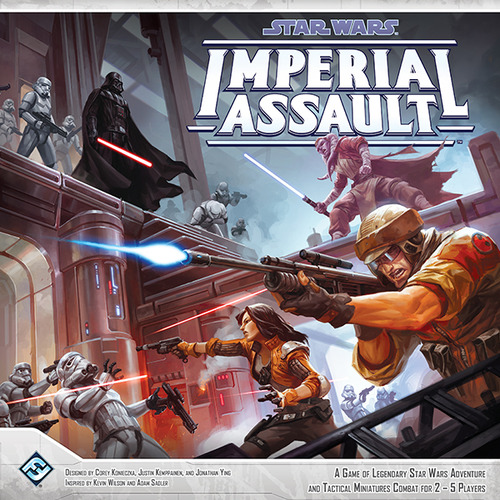 STAR WARS
IMPERIAL
ASSAULT™
DESIGNED BY COREY KONIECZKA, JUSTIN KEMPPAINEN, AND JONATHAN YING
INSPIRED BY KEVIN WILSON AND ADAM SADLER
A GAME OF LEGENDARY STAR WARS ADVENTURE
AND TACTICAL MINIATURES COMBAT FOR 2 – 5 PLAYERS